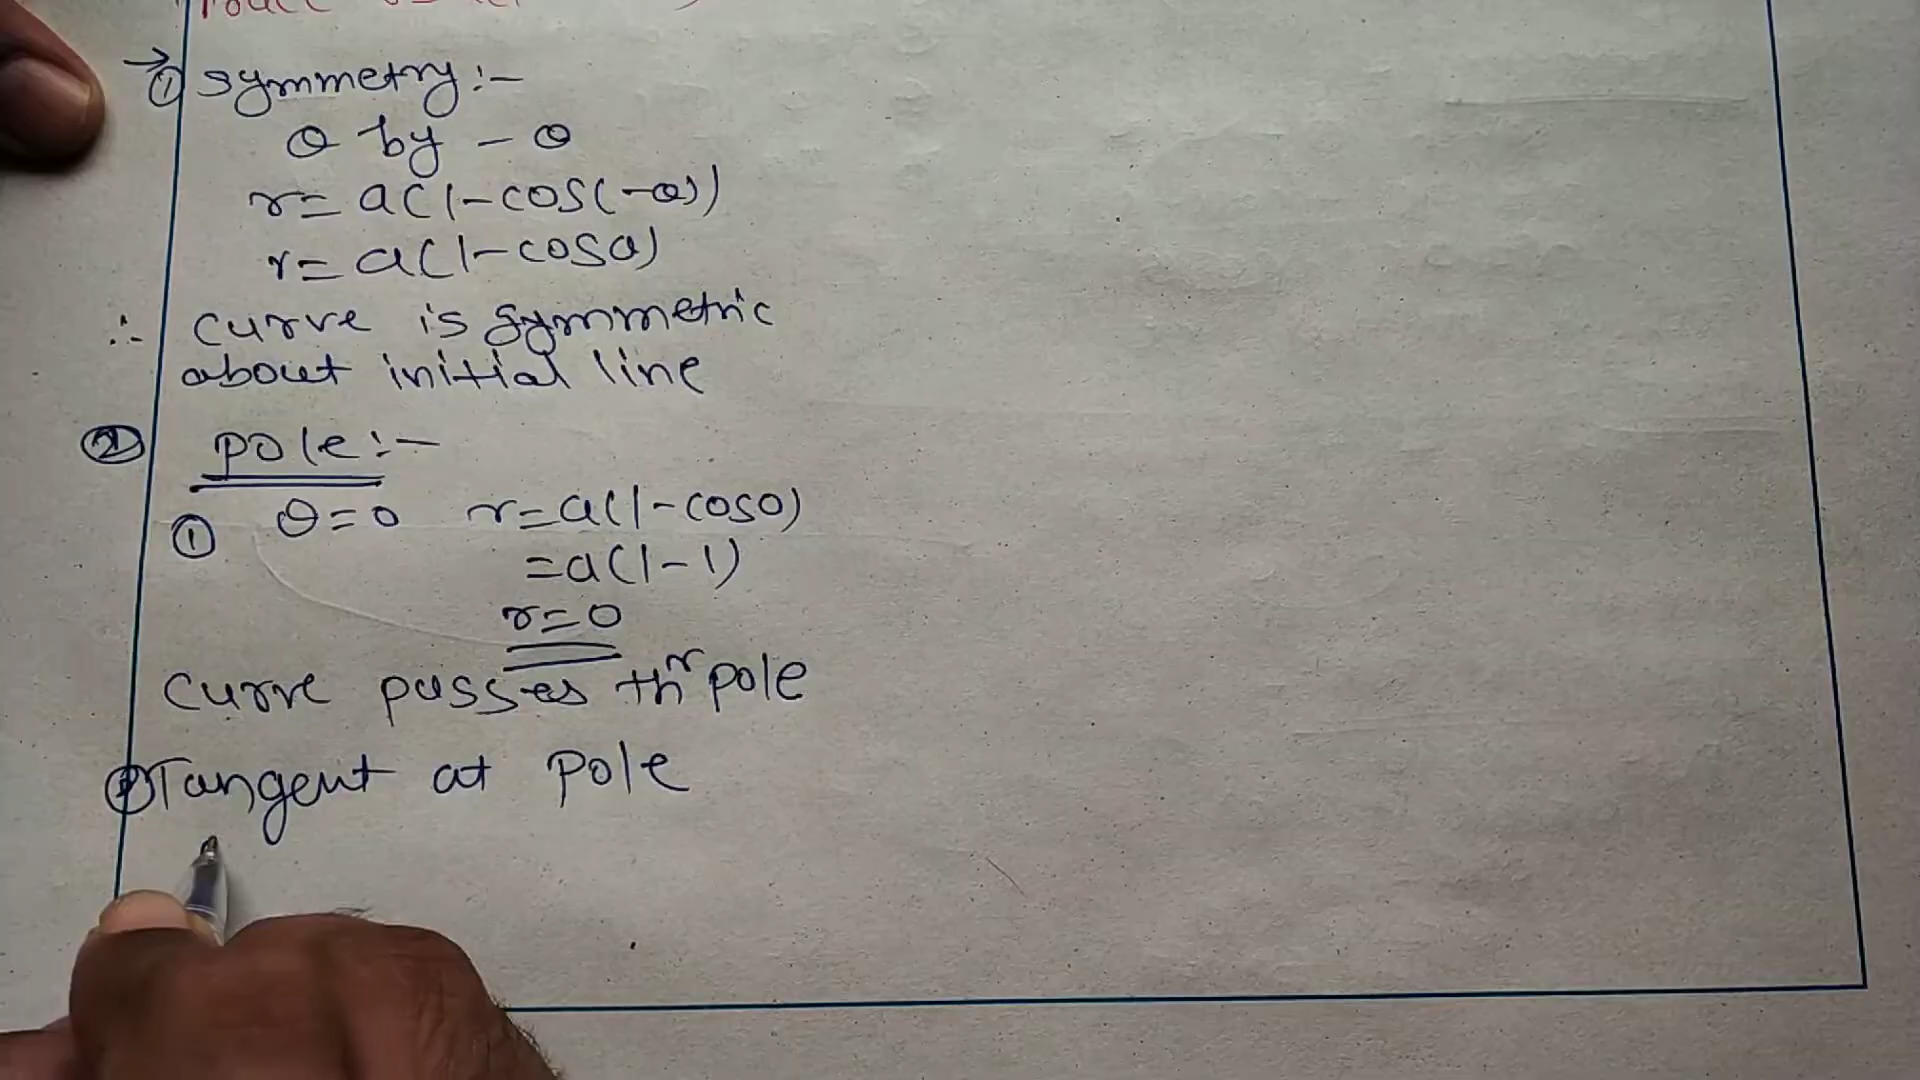 → ① symmetry :-
θ by - θ
r = a(1-cos(-θ))
r = a(1-cosθ)
∴ curve is symmetric
about initial line
② pole :-
① θ=0 r=a(1-cos0)
=a(1-1)
r=0
Curve passes thr pole
② Tangent at pole